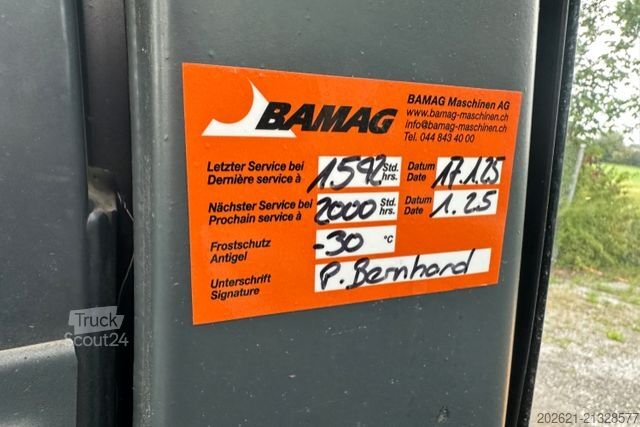 BAMAG
BAMAG Maschinen AG
www.bamag-maschinen.ch
info@bamag-maschinen.ch
Tel. 044 843 40 00
Letzter Service bei 1592 Std. Datum 17.1.25
Dernière service à hrs. Date
Nächster Service bei 2000 Std. Datum 1.25
Prochain service à hrs. Date
Frostschutz -30 °C
Antigel
Unterschrift P. Bernhard
Signature
Truck
Scout24
202621-21328577